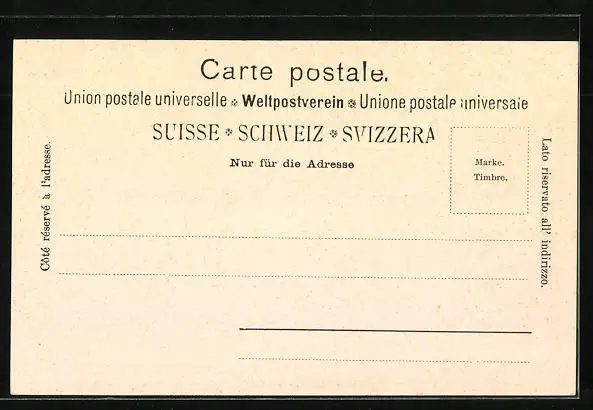 Carte postale.
Union postale universelle * Weltpostverein * Unione postale universale
SUISSE * SCHWEIZ * SVIZZERA
Nur für die Adresse
Marke.
Timbre.
Côté réservé à l'adresse.
Lato riservato all' indirizzo.